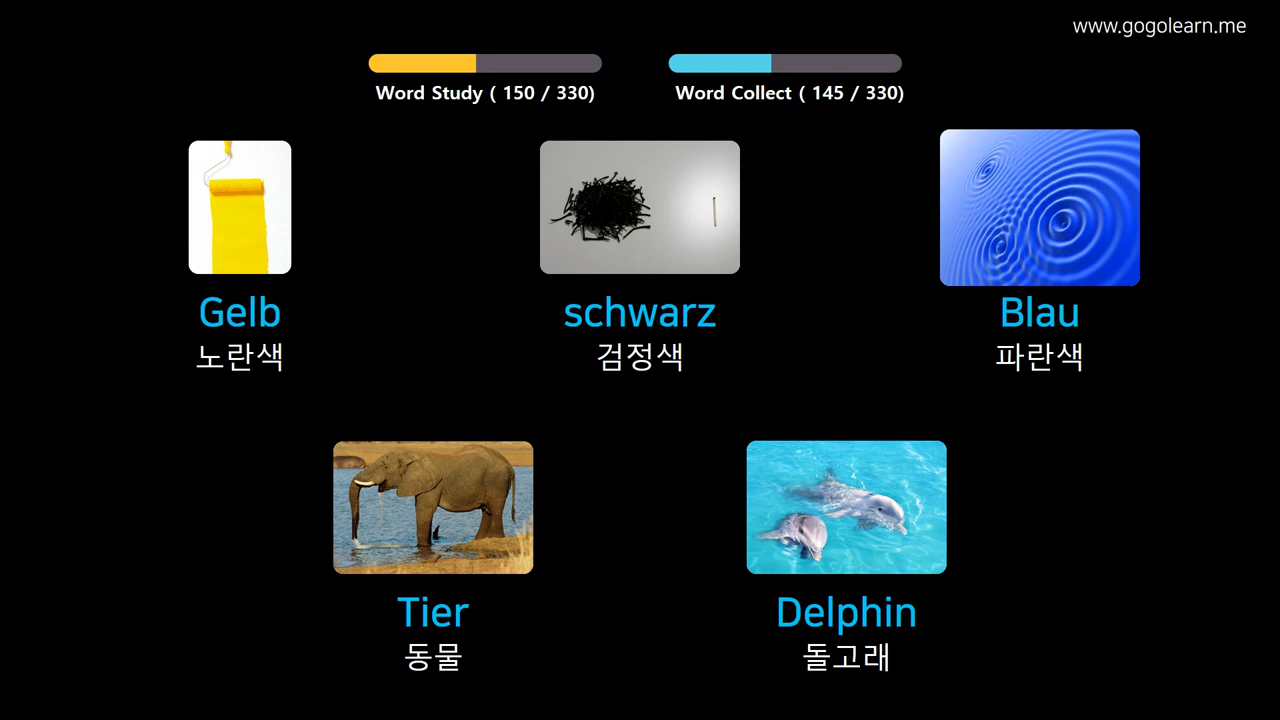 www.gogolearn.me
Word Study ( 150 / 330)
Word Collect ( 145 / 330)
Gelb
노란색
schwarz
검정색
Blau
파란색
Tier
동물
Delphin
돌고래